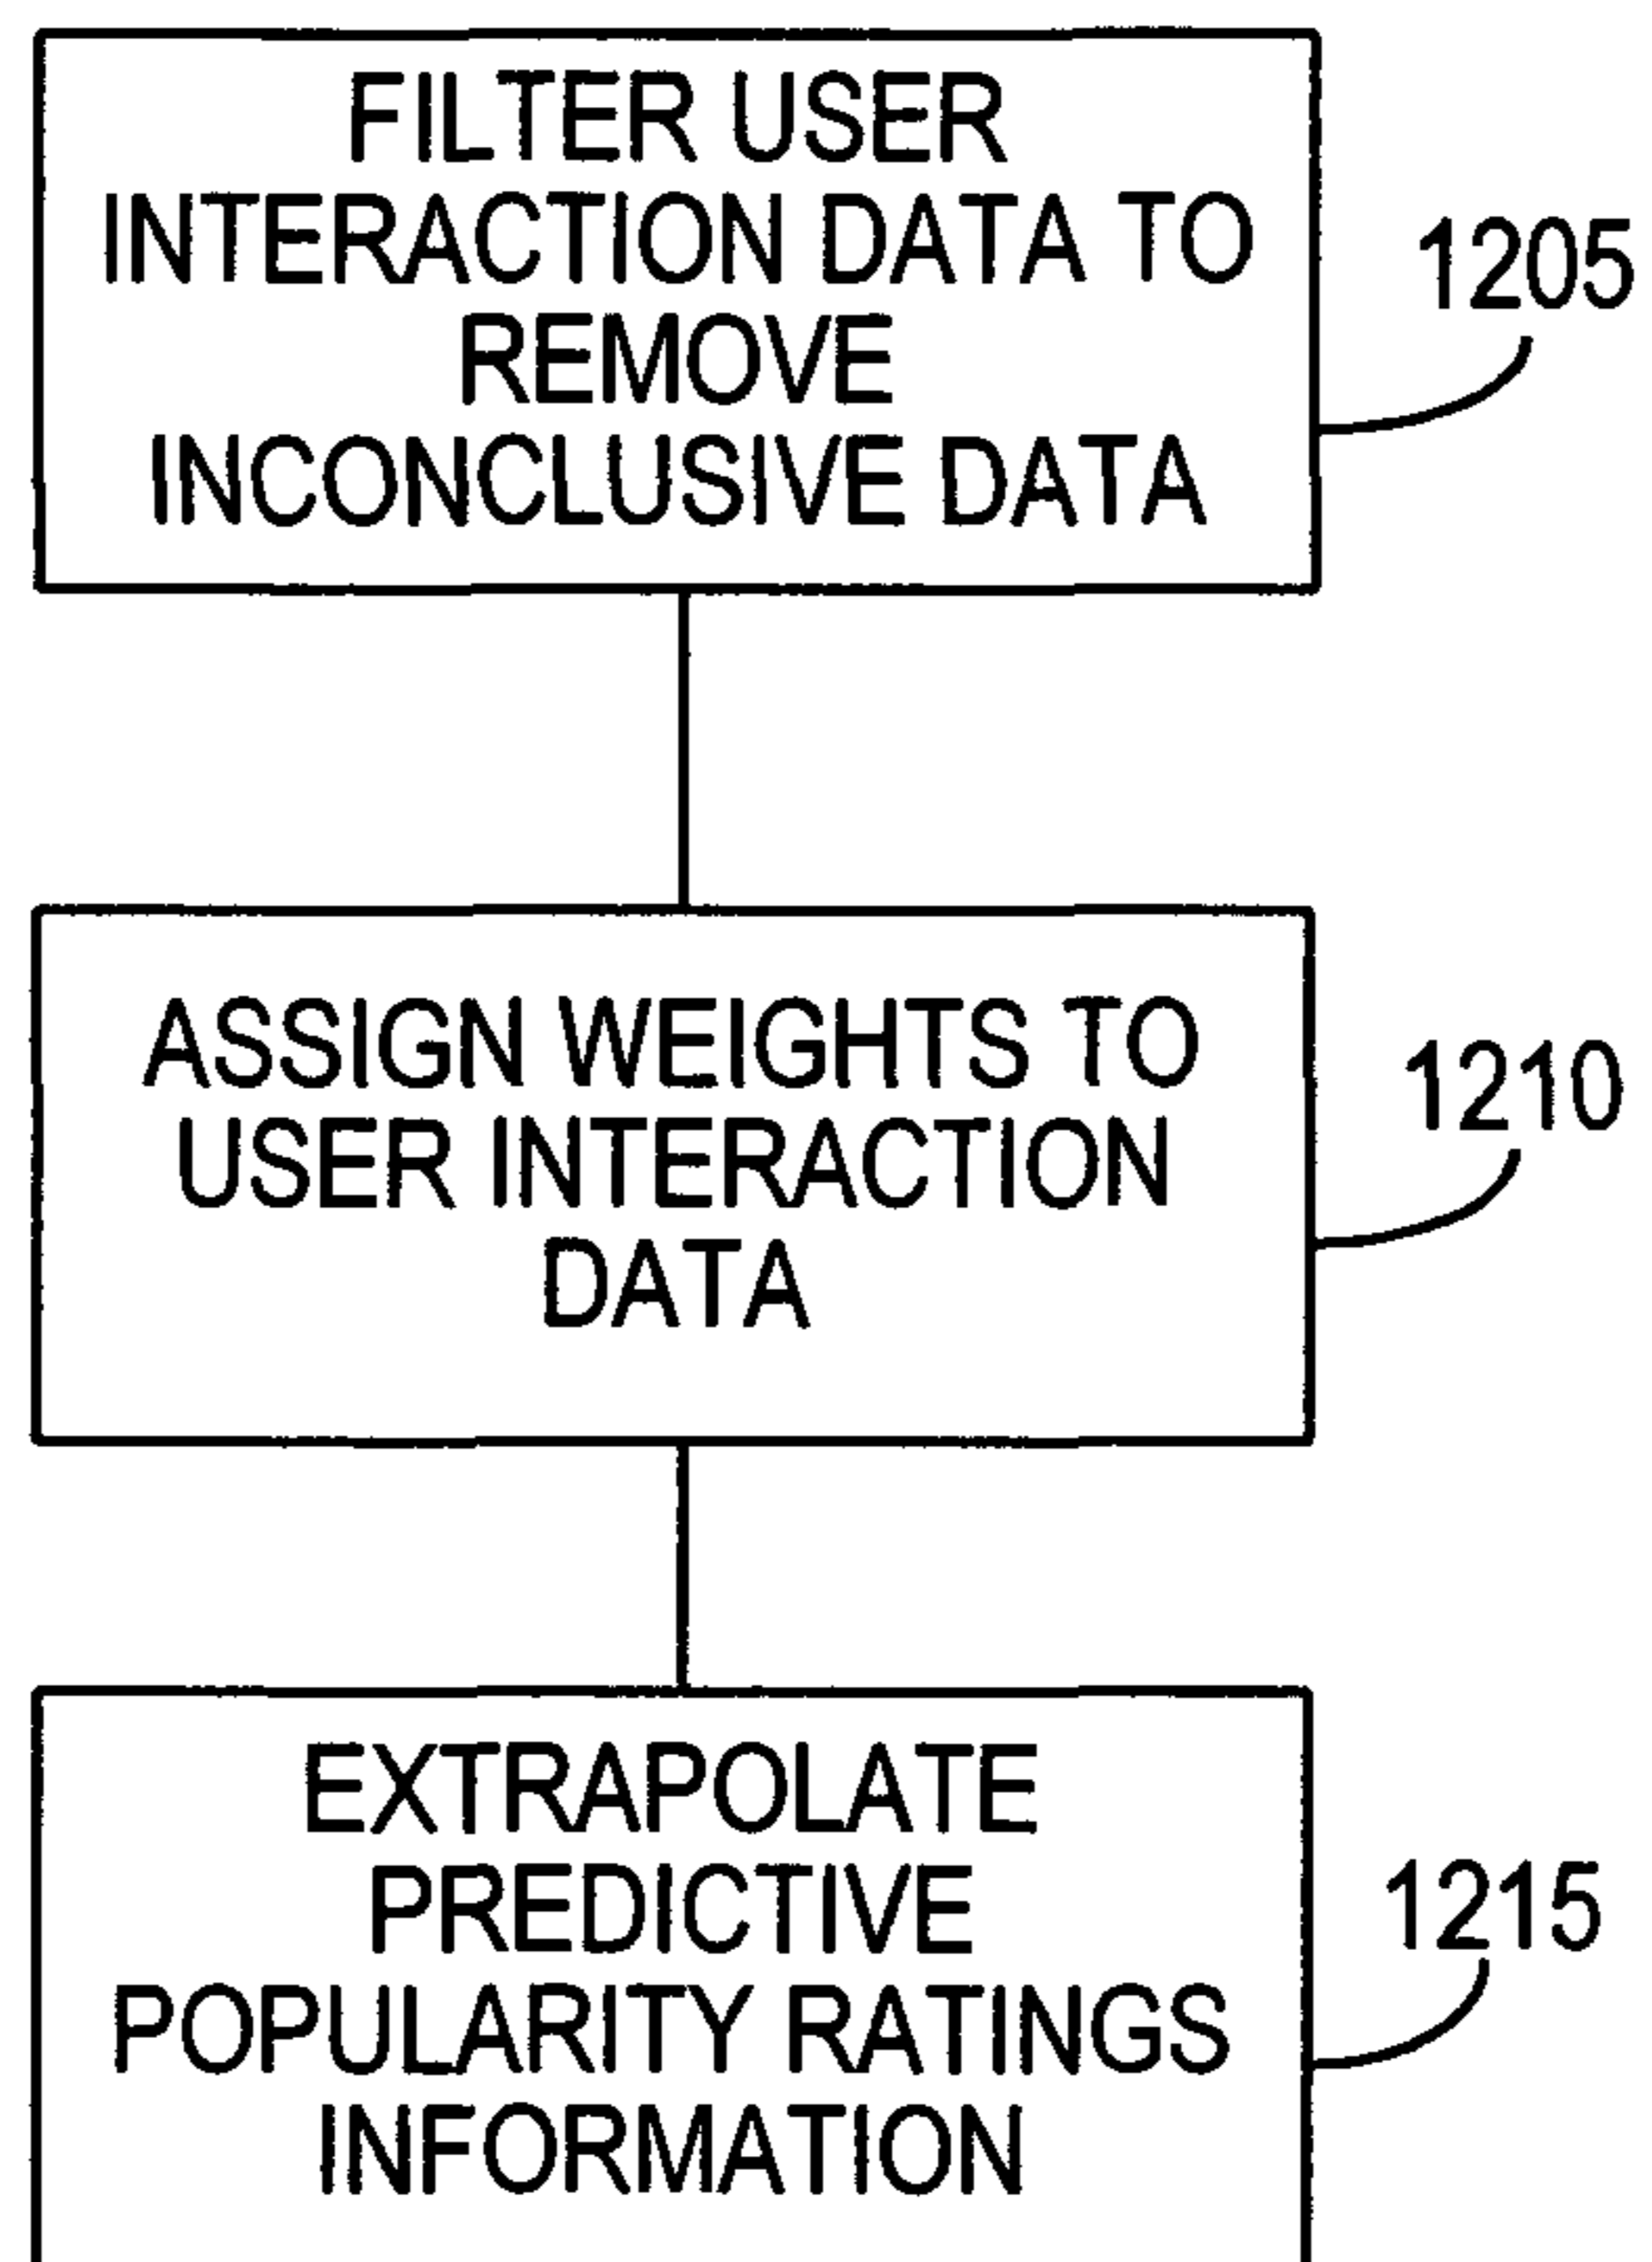 FILTER USER
INTERACTION DATA TO
REMOVE
INCONCLUSIVE DATA
1205
ASSIGN WEIGHTS TO
USER INTERACTION
DATA
1210
EXTRAPOLATE
PREDICTIVE
POPULARITY RATINGS
INFORMATION
1215